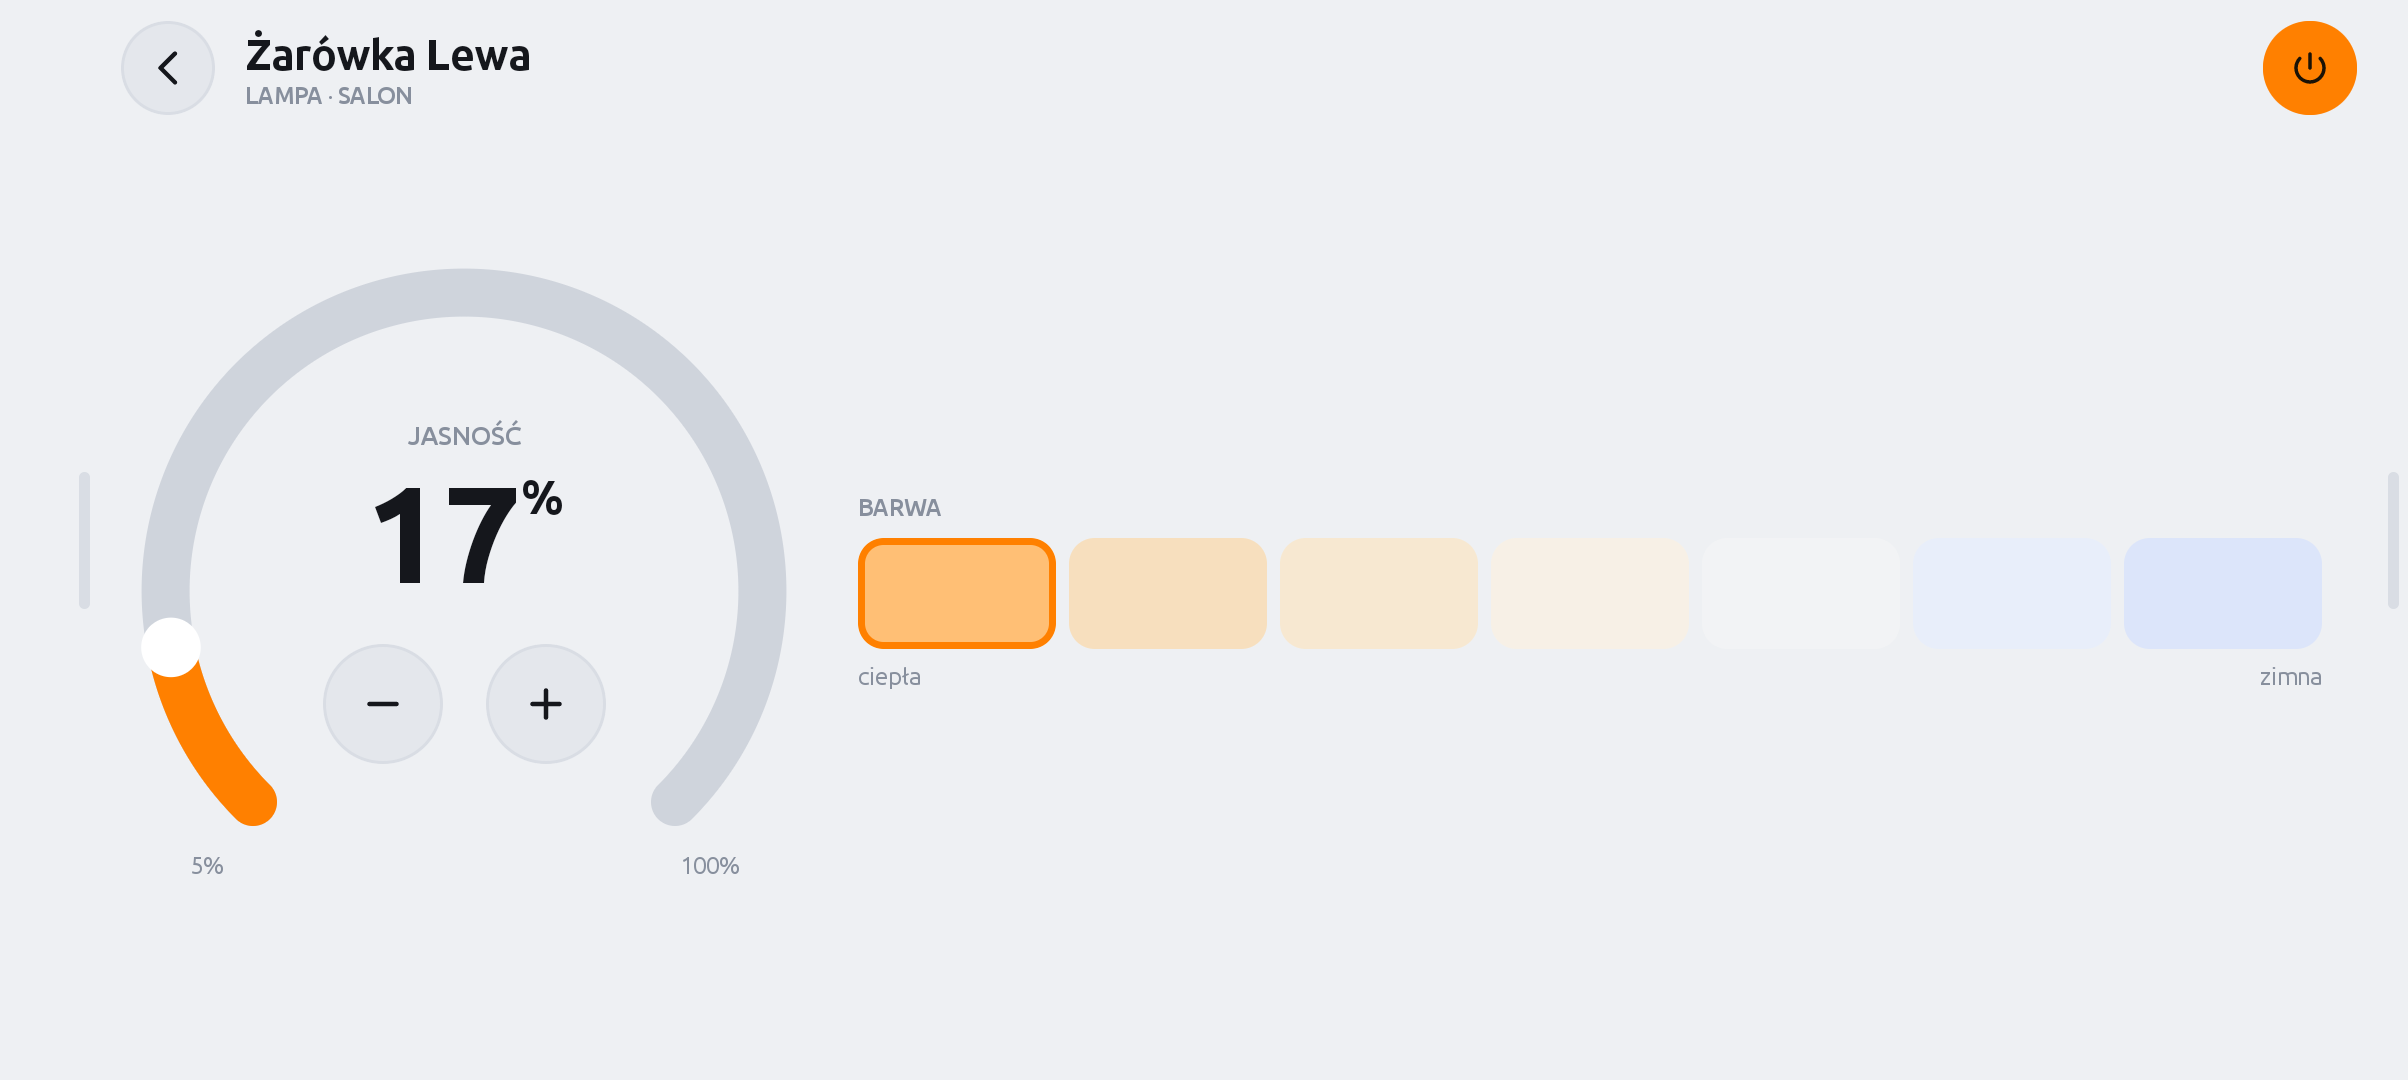 Żarówka Lewa
LAMPA · SALON
JASNOŚĆ
17%
5%
100%
BARWA
ciepła
zimna